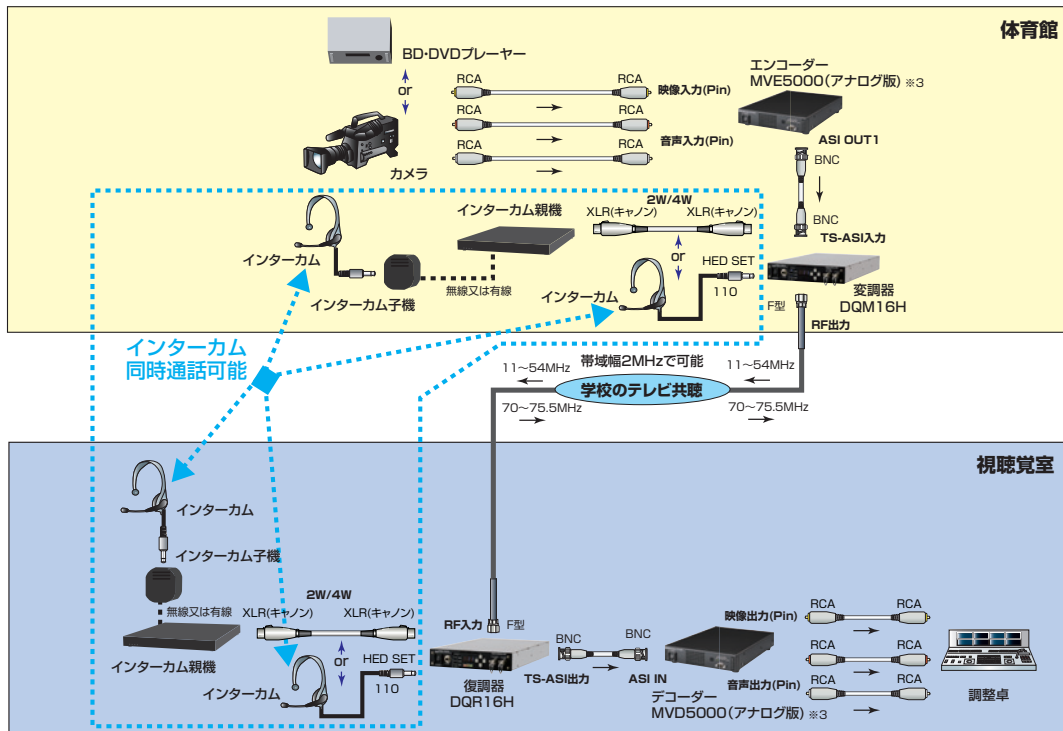 体育館
BD・DVDプレーヤー
or
カメラ
RCA
RCA
映像入力(Pin)
RCA
RCA
音声入力(Pin)
RCA
RCA
エンコーダー
MVE5000(アナログ版) ※3
ASI OUT1
BNC
BNC
TS-ASI入力
インターカム
インターカム子機
インターカム親機
無線又は有線
2W/4W
XLR(キャノン)
XLR(キャノン)
or
インターカム
HED SET
110
変調器
DQM16H
F型
RF出力
インターカム
同時通話可能
帯域幅2MHzで可能
11〜54MHz
11〜54MHz
学校のテレビ共聴
70〜75.5MHz
70〜75.5MHz
視聴覚室
インターカム
インターカム子機
無線又は有線
インターカム親機
2W/4W
XLR(キャノン)
XLR(キャノン)
or
インターカム
HED SET
110
RF入力
F型
復調器
DQR16H
BNC
BNC
TS-ASI出力
ASI IN
デコーダー
MVD5000(アナログ版) ※3
映像出力(Pin)
RCA
RCA
音声出力(Pin)
RCA
RCA
RCA
RCA
調整卓